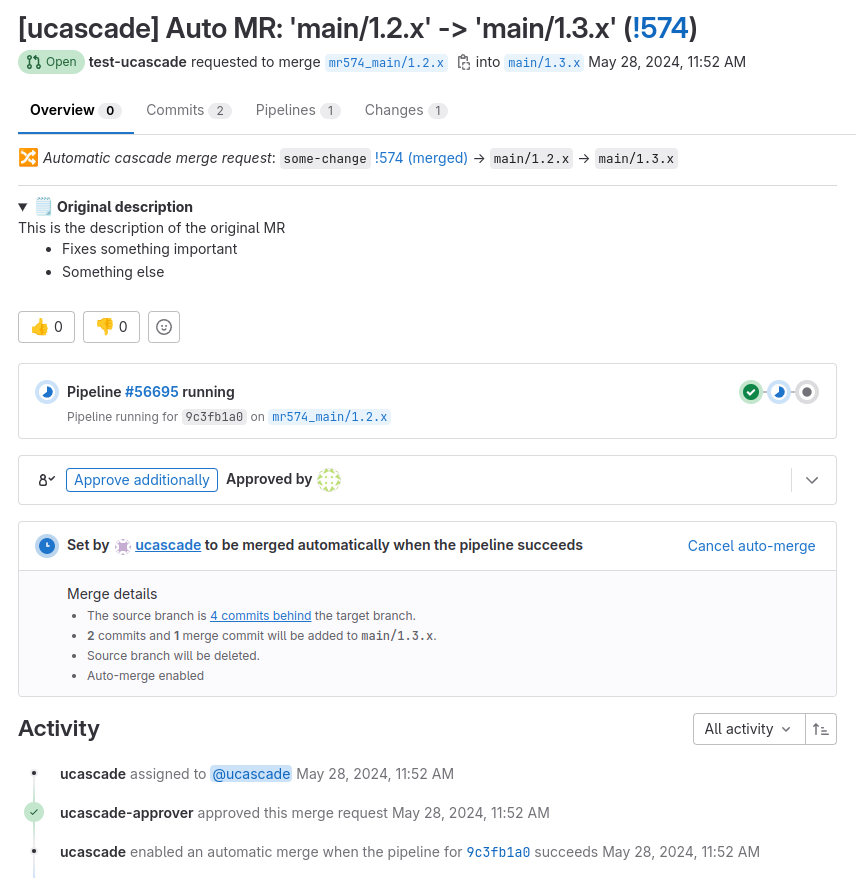 [ucascade] Auto MR: 'main/1.2.x' -> 'main/1.3.x' (!574)
Open test-ucascade requested to merge mr574_main/1.2.x into main/1.3.x May 28, 2024, 11:52 AM
Overview 0 Commits 2 Pipelines 1 Changes 1
Automatic cascade merge request: some-change !574 (merged) → main/1.2.x → main/1.3.x
Original description
This is the description of the original MR
• Fixes something important
• Something else
👍 0 👎 0
Pipeline #56695 running
Pipeline running for 9c3fb1a0 on mr574_main/1.2.x
Approve additionally Approved by
Set by ucascade to be merged automatically when the pipeline succeeds Cancel auto-merge
Merge details
• The source branch is 4 commits behind the target branch.
• 2 commits and 1 merge commit will be added to main/1.3.x.
• Source branch will be deleted.
• Auto-merge enabled
Activity All activity
ucascade assigned to @ucascade May 28, 2024, 11:52 AM
ucascade-approver approved this merge request May 28, 2024, 11:52 AM
ucascade enabled an automatic merge when the pipeline for 9c3fb1a0 succeeds May 28, 2024, 11:52 AM